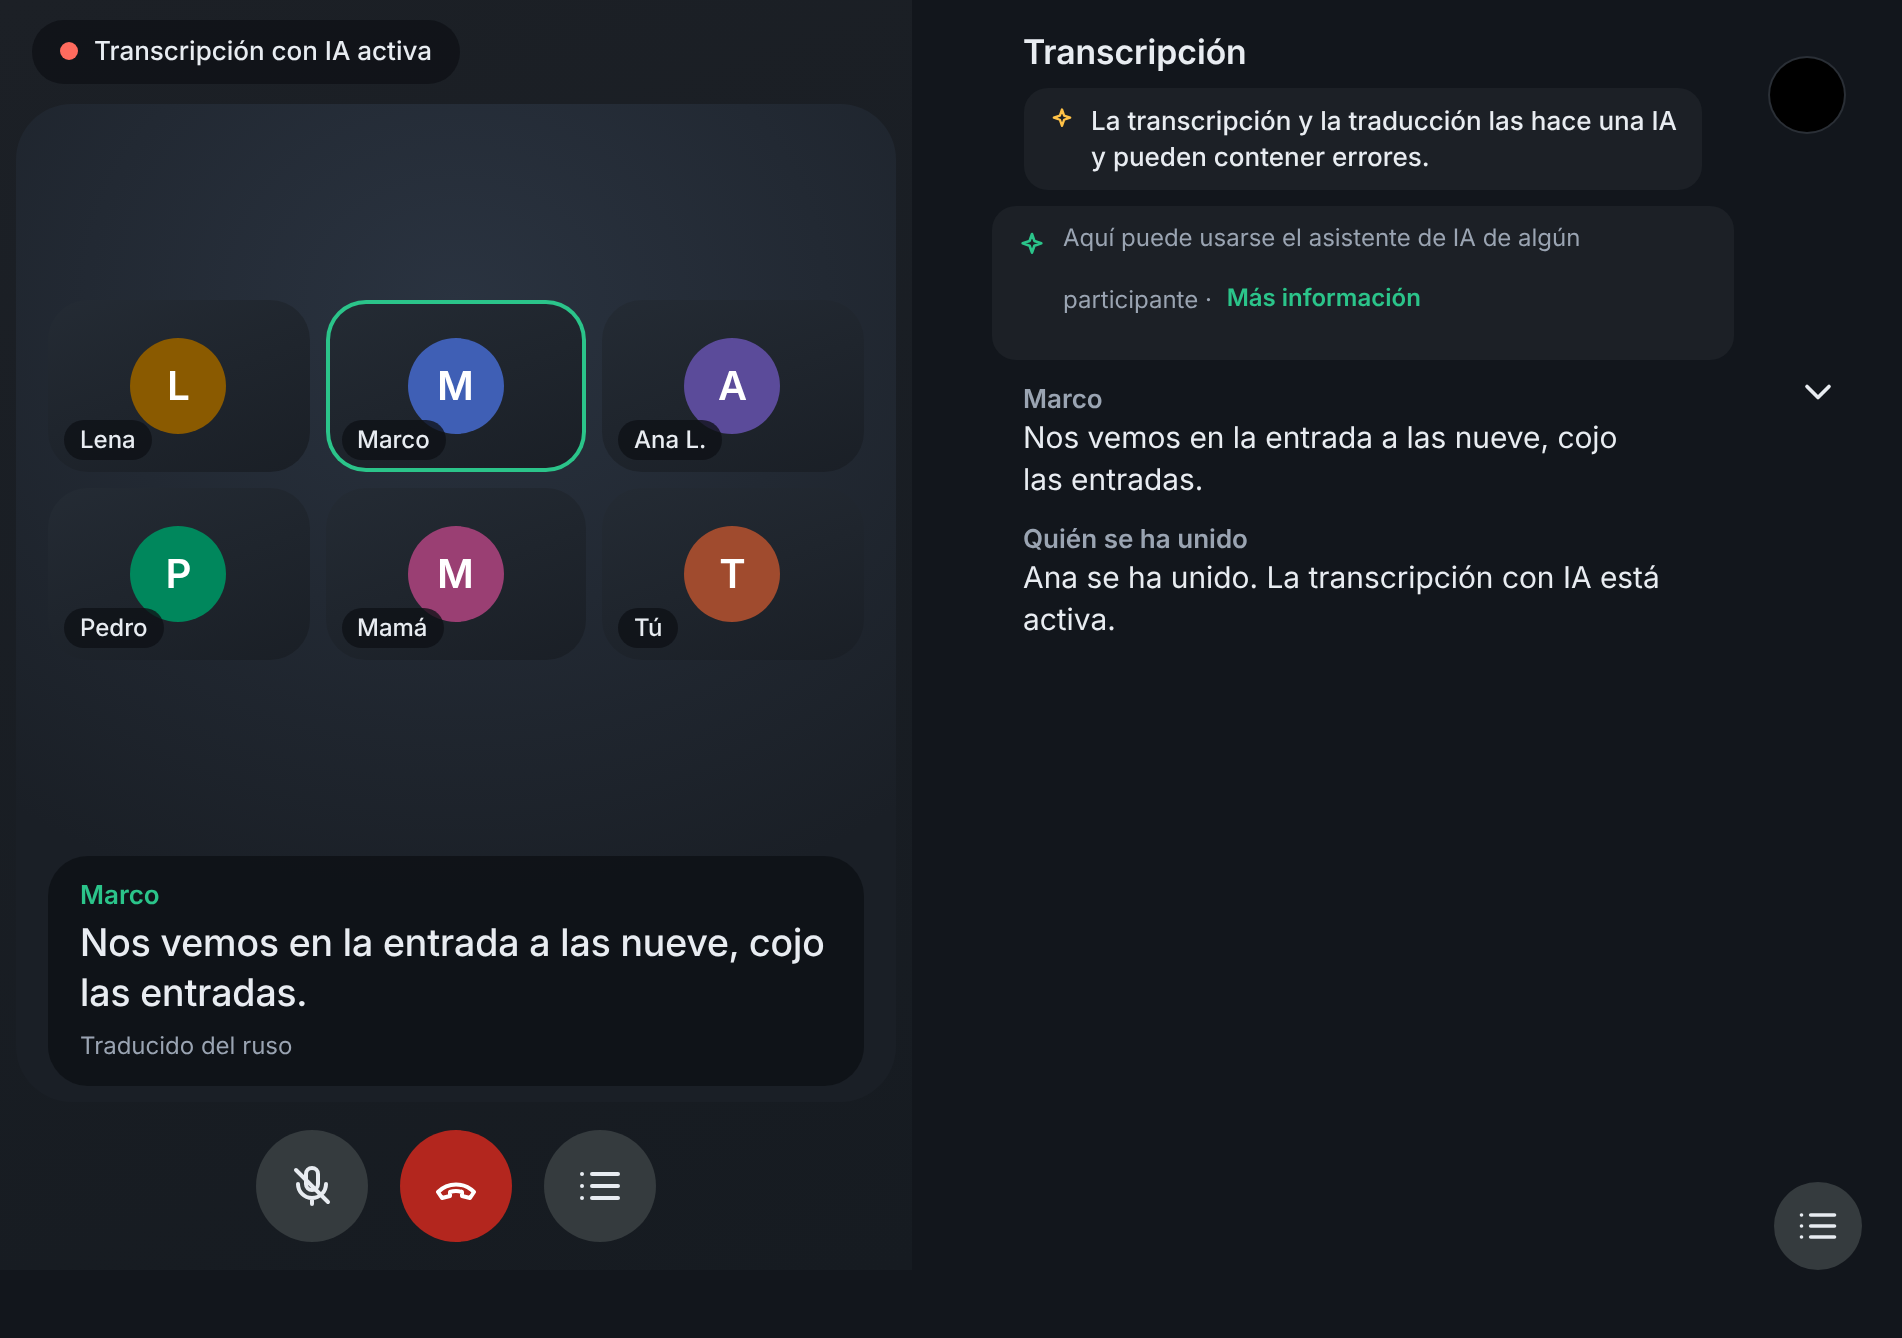 Transcripción con IA activa
L
Lena
M
Marco
A
Ana L.
P
Pedro
M
Mamá
T
Tú
Marco
Nos vemos en la entrada a las nueve, cojo
las entradas.
Traducido del ruso
Transcripción
La transcripción y la traducción las hace una IA
y pueden contener errores.
Aquí puede usarse el asistente de IA de algún
participante · Más información
Marco
Nos vemos en la entrada a las nueve, cojo
las entradas.
Quién se ha unido
Ana se ha unido. La transcripción con IA está
activa.